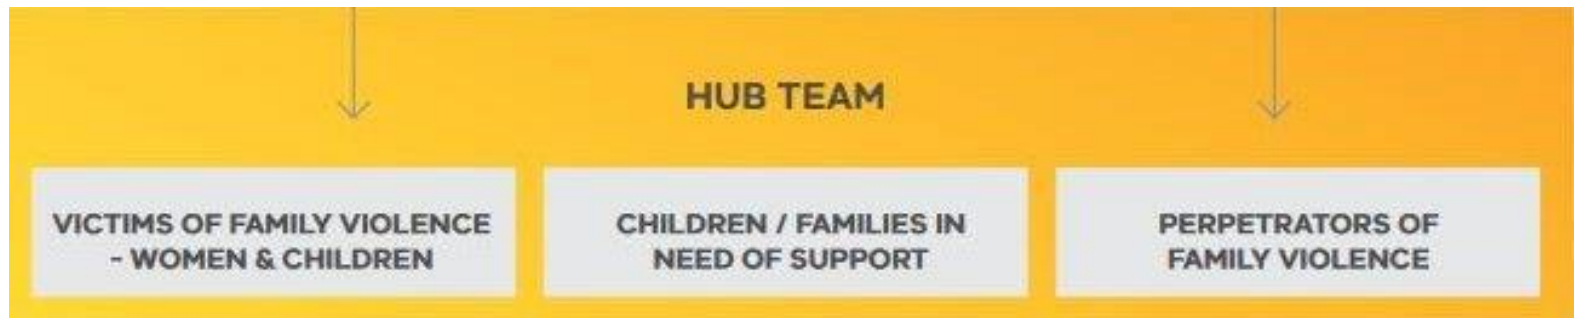 HUB TEAM
VICTIMS OF FAMILY VIOLENCE
- WOMEN & CHILDREN
CHILDREN / FAMILIES IN
NEED OF SUPPORT
PERPETRATORS OF
FAMILY VIOLENCE